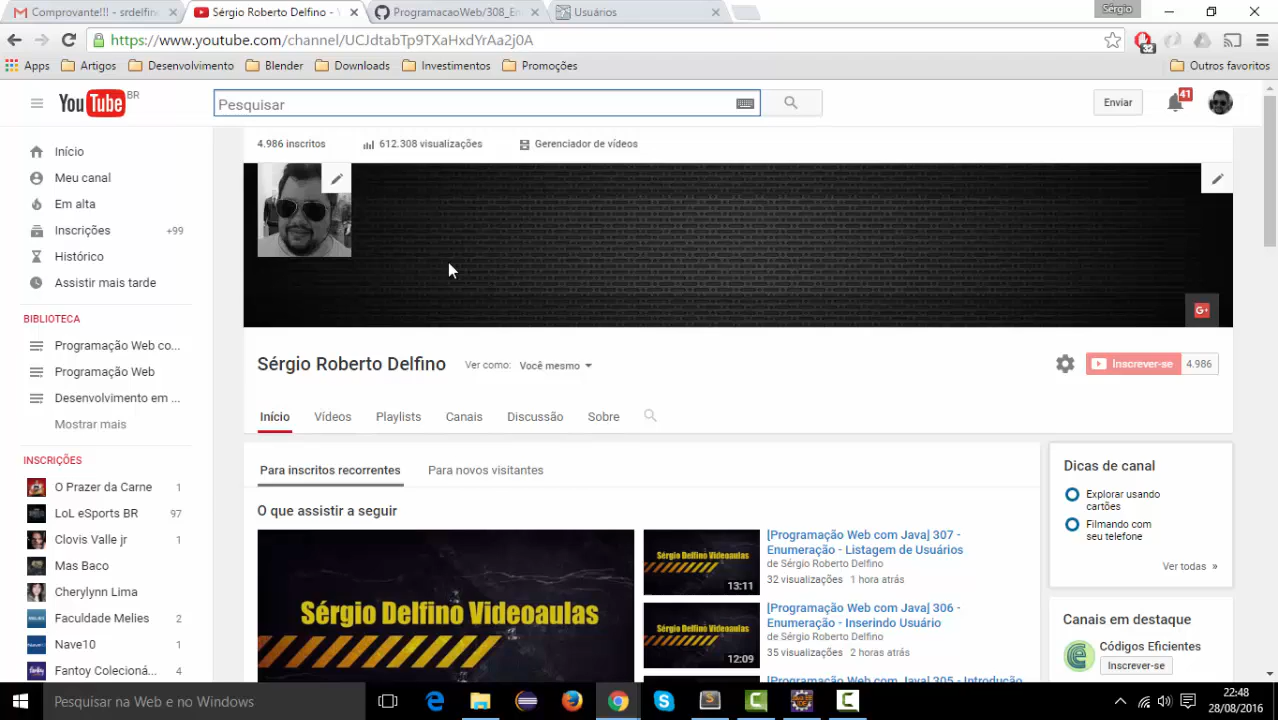 Comprovante!!! - srdelfin
Sérgio Roberto Delfino -
ProgramacaoWeb/308_En
Usuários
Sérgio
https://www.youtube.com/channel/UCJdtabTp9TXaHxdYrAa2j0A
32
Apps
Artigos
Desenvolvimento
Blender
Downloads
Investimentos
Promoções
Outros favoritos
YouTube BR
Pesquisar
Enviar
41
4.986 inscritos
612.308 visualizações
Gerenciador de vídeos
Início
Meu canal
Em alta
Inscrições +99
Histórico
Assistir mais tarde
BIBLIOTECA
Programação Web co...
Programação Web
Desenvolvimento em ...
Mostrar mais
INSCRIÇÕES
O Prazer da Carne 1
LoL eSports BR 97
Clovis Valle jr 1
Mas Baco
Cherylynn Lima
Faculdade Melies 2
Nave10 1
Fantoy Colecioná... 4
G+
Sérgio Roberto Delfino
Ver como: Você mesmo
Inscrever-se 4.986
Início
Vídeos
Playlists
Canais
Discussão
Sobre
Para inscritos recorrentes
Para novos visitantes
O que assistir a seguir
Sérgio Delfino Videoaulas
Sérgio Delfino Videoaulas
13:11
[Programação Web com Java] 307 -
Enumeração - Listagem de Usuários
de Sérgio Roberto Delfino
32 visualizações 1 hora atrás
Sérgio Delfino Videoaulas
12:09
[Programação Web com Java] 306 -
Enumeração - Inserindo Usuário
de Sérgio Roberto Delfino
35 visualizações 2 horas atrás
[Programação Web com Java] 305 - Introdução
Dicas de canal
Explorar usando
cartões
Filmando com
seu telefone
Ver todas »
Canais em destaque
Códigos Eficientes
Inscrever-se
Pesquisar na Web e no Windows
22:48
28/08/2016